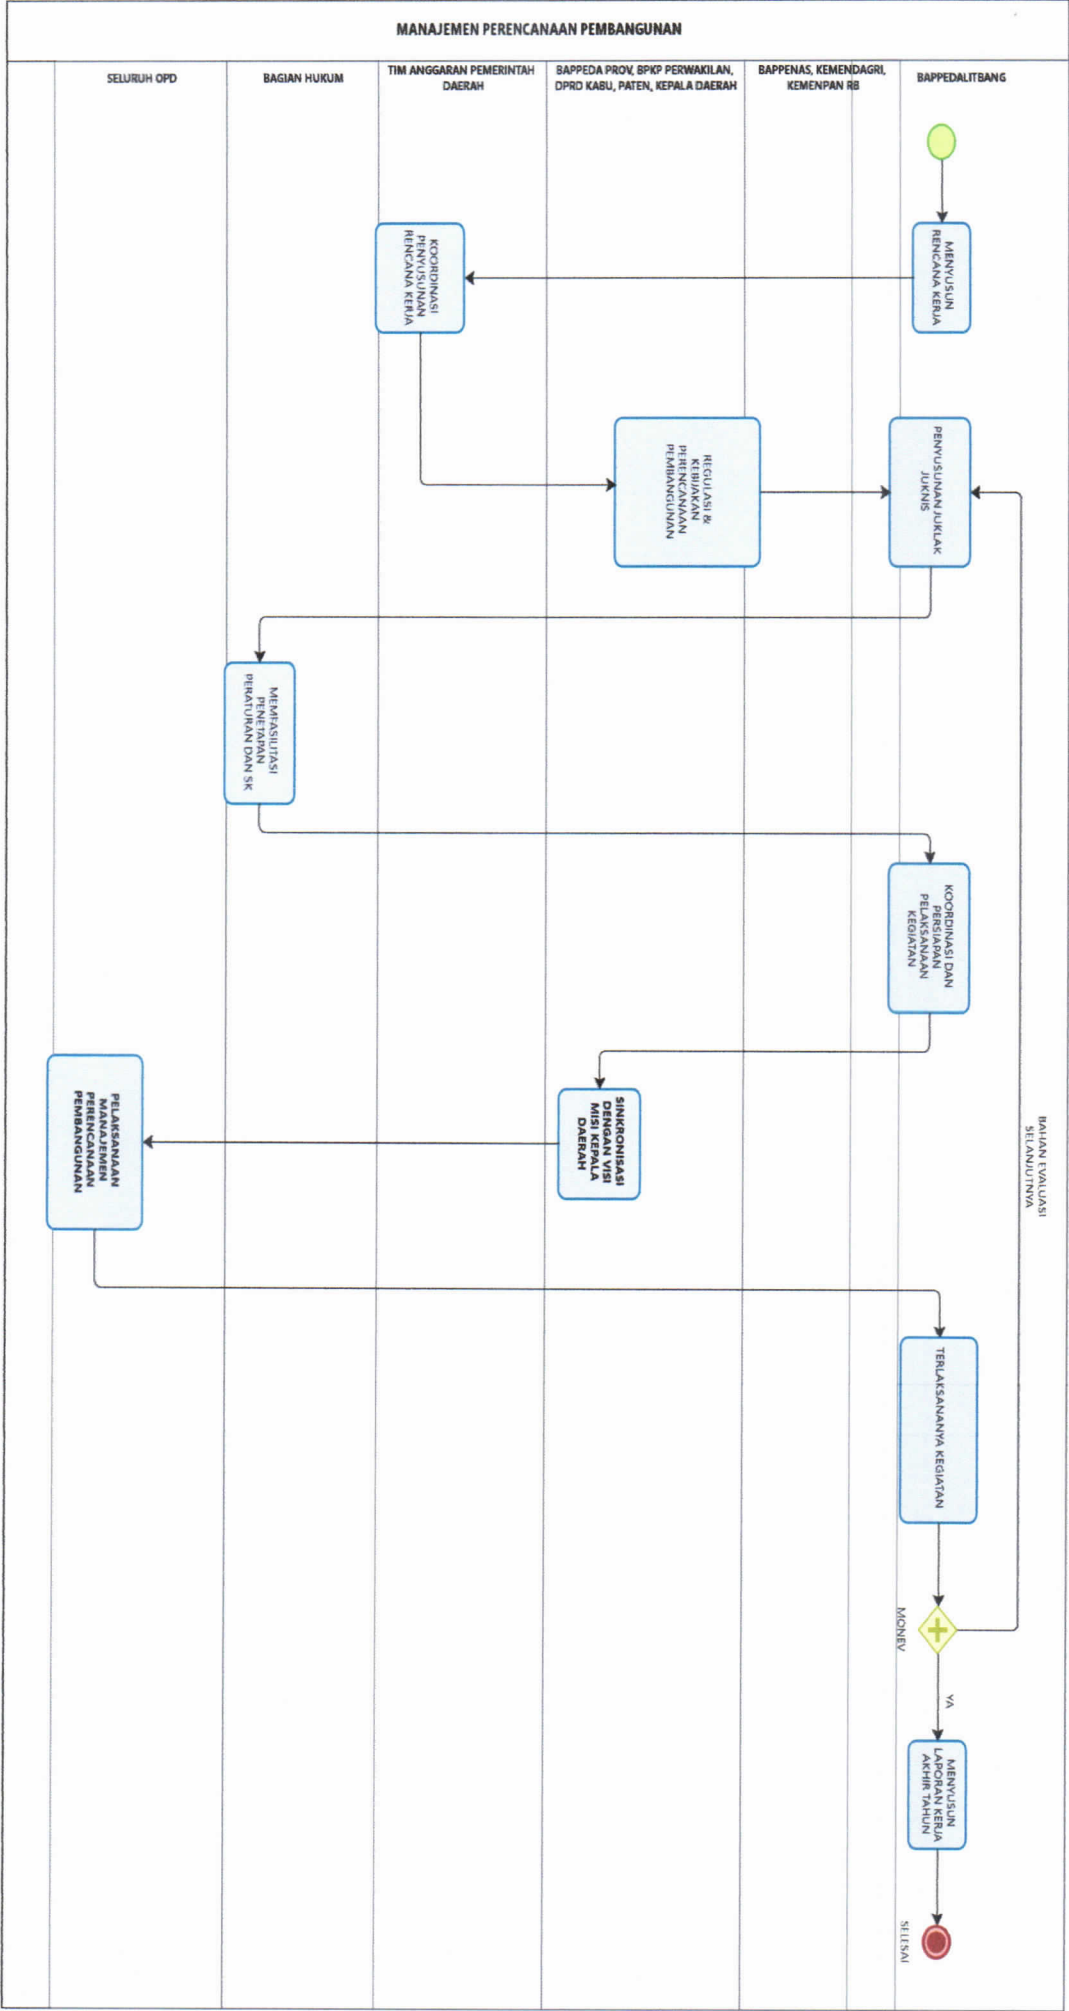 MANAJEMEN PERENCANAAN PEMBANGUNAN
SELURUH OPD
BAGIAN HUKUM
TIM ANGGARAN PEMERINTAH
DAERAH
BAPPEDA PROV, BPKP PERWAKILAN,
DPRD KABU, PATEN, KEPALA DAERAH
BAPPENAS, KEMENDAGRI,
KEMENPAN RB
BAPPEDALITBANG
MENYUSUN
RENCANA KERJA
KOORDINASI
PENYUSUNAN
RENCANA KERJA
REGULASI &
KEBIJAKAN
PERENCANAAN
PEMBANGUNAN
PENYUSUNAN JUKLAK
JUKNIS
MEMFASILITASI
PENETAPAN
PERATURAN DAN SK
KOORDINASI DAN
PERSIAPAN
PELAKSANAAN
KEGIATAN
SINKRONISASI
DENGAN VISI
MISI KEPALA
DAERAH
PELAKSANAAN
MANAJEMEN
PERENCANAAN
PEMBANGUNAN
BAHAN EVALUASI
SELANJUTNYA
TERLAKSANANYA KEGIATAN
MONEV
YA
MENYUSUN
LAPORAN KERJA
AKHIR TAHUN
SELESAI